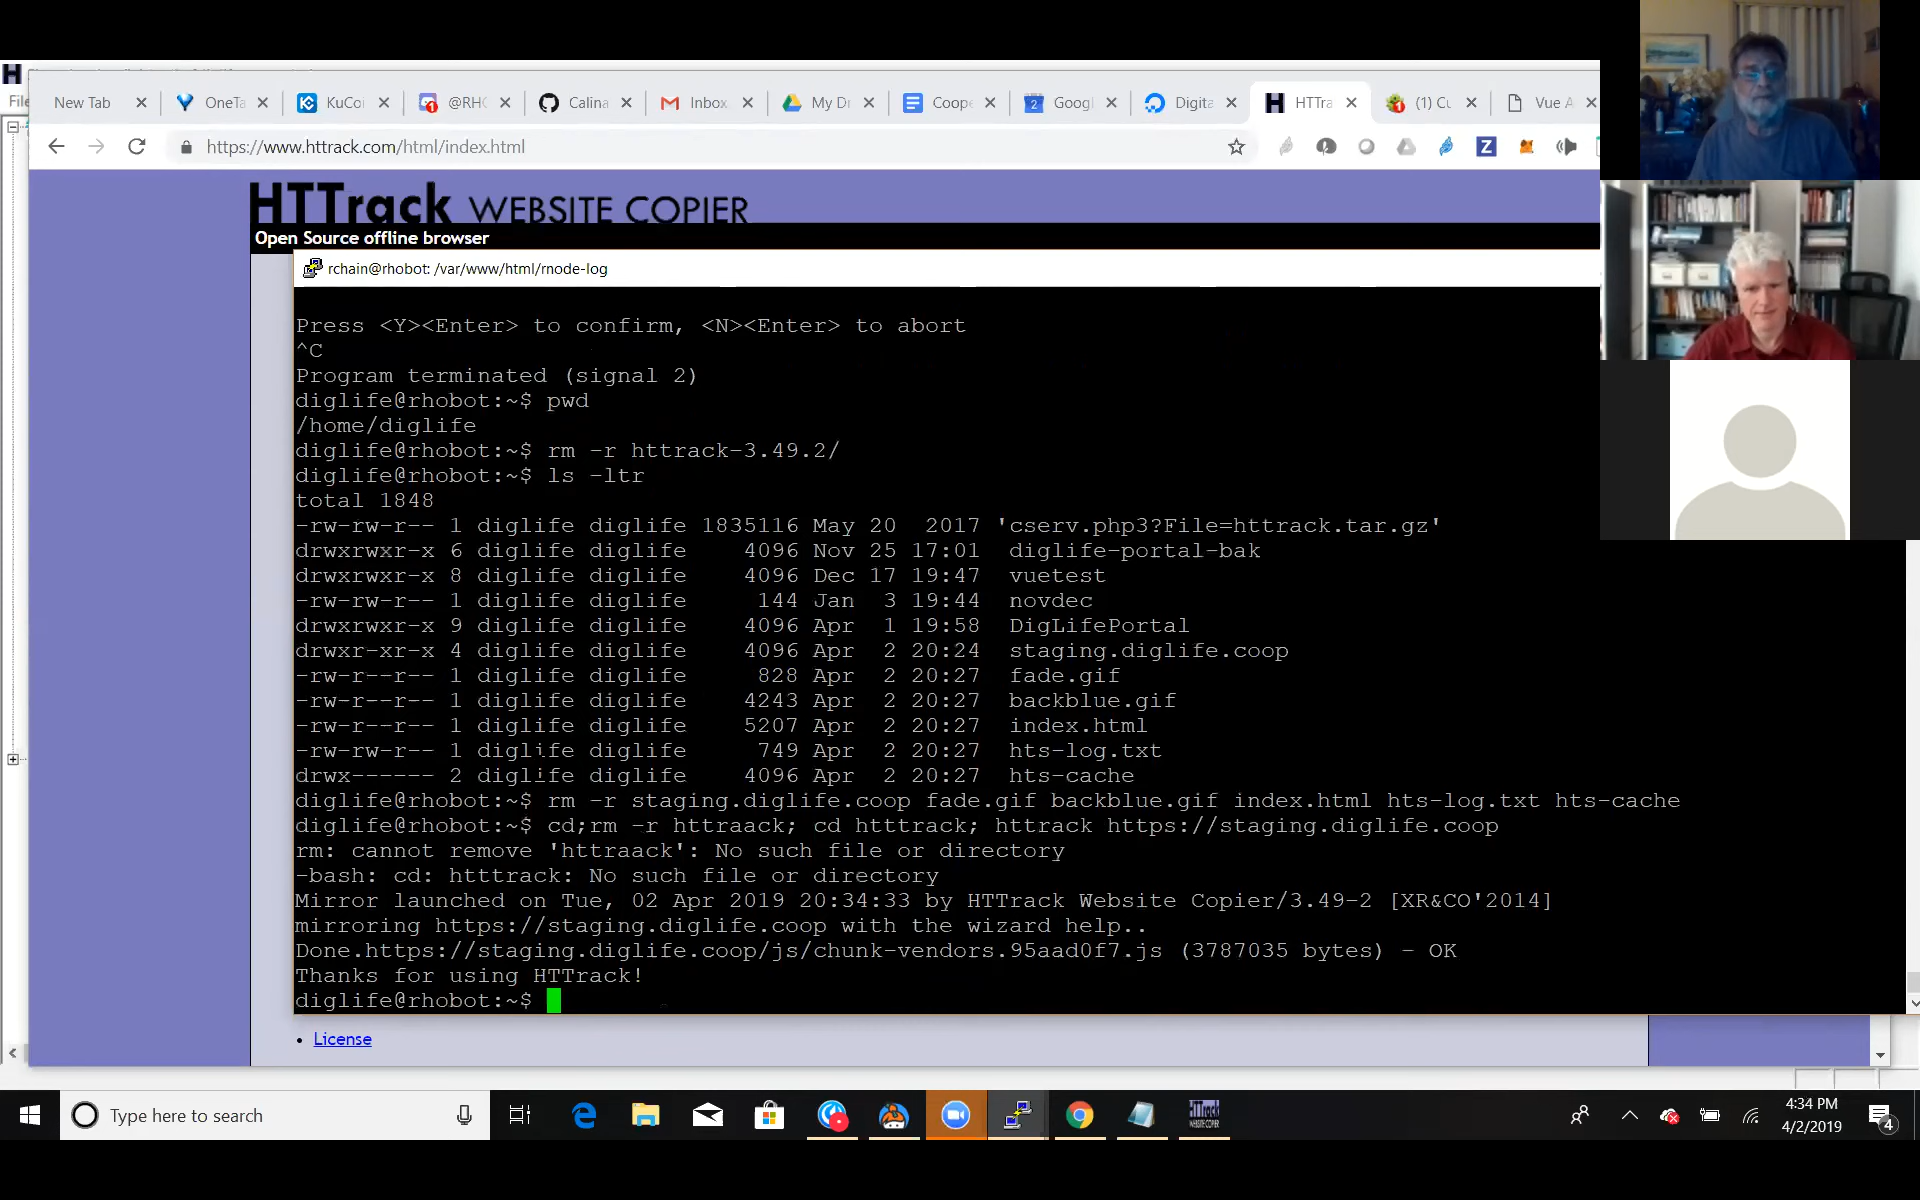 New Tab
OneTa
KuCoi
@RHC
Calina
Inbox
My Dr
Coope
Googl
2
Digita
HTTra
(1) Cu
Vue A
File
https://www.httrack.com/html/index.html
HTTrack WEBSITE COPIER
Open Source offline browser
rchain@rhobot: /var/www/html/rnode-log
Press <Y><Enter> to confirm, <N><Enter> to abort
^C
Program terminated (signal 2)
diglife@rhobot:~$ pwd
/home/diglife
diglife@rhobot:~$ rm -r httrack-3.49.2/
diglife@rhobot:~$ ls -ltr
total 1848
-rw-rw-r-- 1 diglife diglife 1835116 May 20  2017 'cserv.php3?File=httrack.tar.gz'
drwxrwxr-x 6 diglife diglife    4096 Nov 25 17:01  diglife-portal-bak
drwxrwxr-x 8 diglife diglife    4096 Dec 17 19:47  vuetest
-rw-rw-r-- 1 diglife diglife     144 Jan  3 19:44  novdec
drwxrwxr-x 9 diglife diglife    4096 Apr  1 19:58  DigLifePortal
drwxr-xr-x 4 diglife diglife    4096 Apr  2 20:24  staging.diglife.coop
-rw-r--r-- 1 diglife diglife     828 Apr  2 20:27  fade.gif
-rw-r--r-- 1 diglife diglife    4243 Apr  2 20:27  backblue.gif
-rw-r--r-- 1 diglife diglife    5207 Apr  2 20:27  index.html
-rw-rw-r-- 1 diglife diglife     749 Apr  2 20:27  hts-log.txt
drwx------ 2 diglife diglife    4096 Apr  2 20:27  hts-cache
diglife@rhobot:~$ rm -r staging.diglife.coop fade.gif backblue.gif index.html hts-log.txt hts-cache
diglife@rhobot:~$ cd;rm -r httraack; cd htttrack; httrack https://staging.diglife.coop
rm: cannot remove 'httraack': No such file or directory
-bash: cd: htttrack: No such file or directory
Mirror launched on Tue, 02 Apr 2019 20:34:33 by HTTrack Website Copier/3.49-2 [XR&CO'2014]
mirroring https://staging.diglife.coop with the wizard help..
Done.https://staging.diglife.coop/js/chunk-vendors.95aad0f7.js (3787035 bytes) - OK
Thanks for using HTTrack!
diglife@rhobot:~$
License
Type here to search
HTTrack
WEBSITE
COPIER
4:34 PM
4/2/2019
4